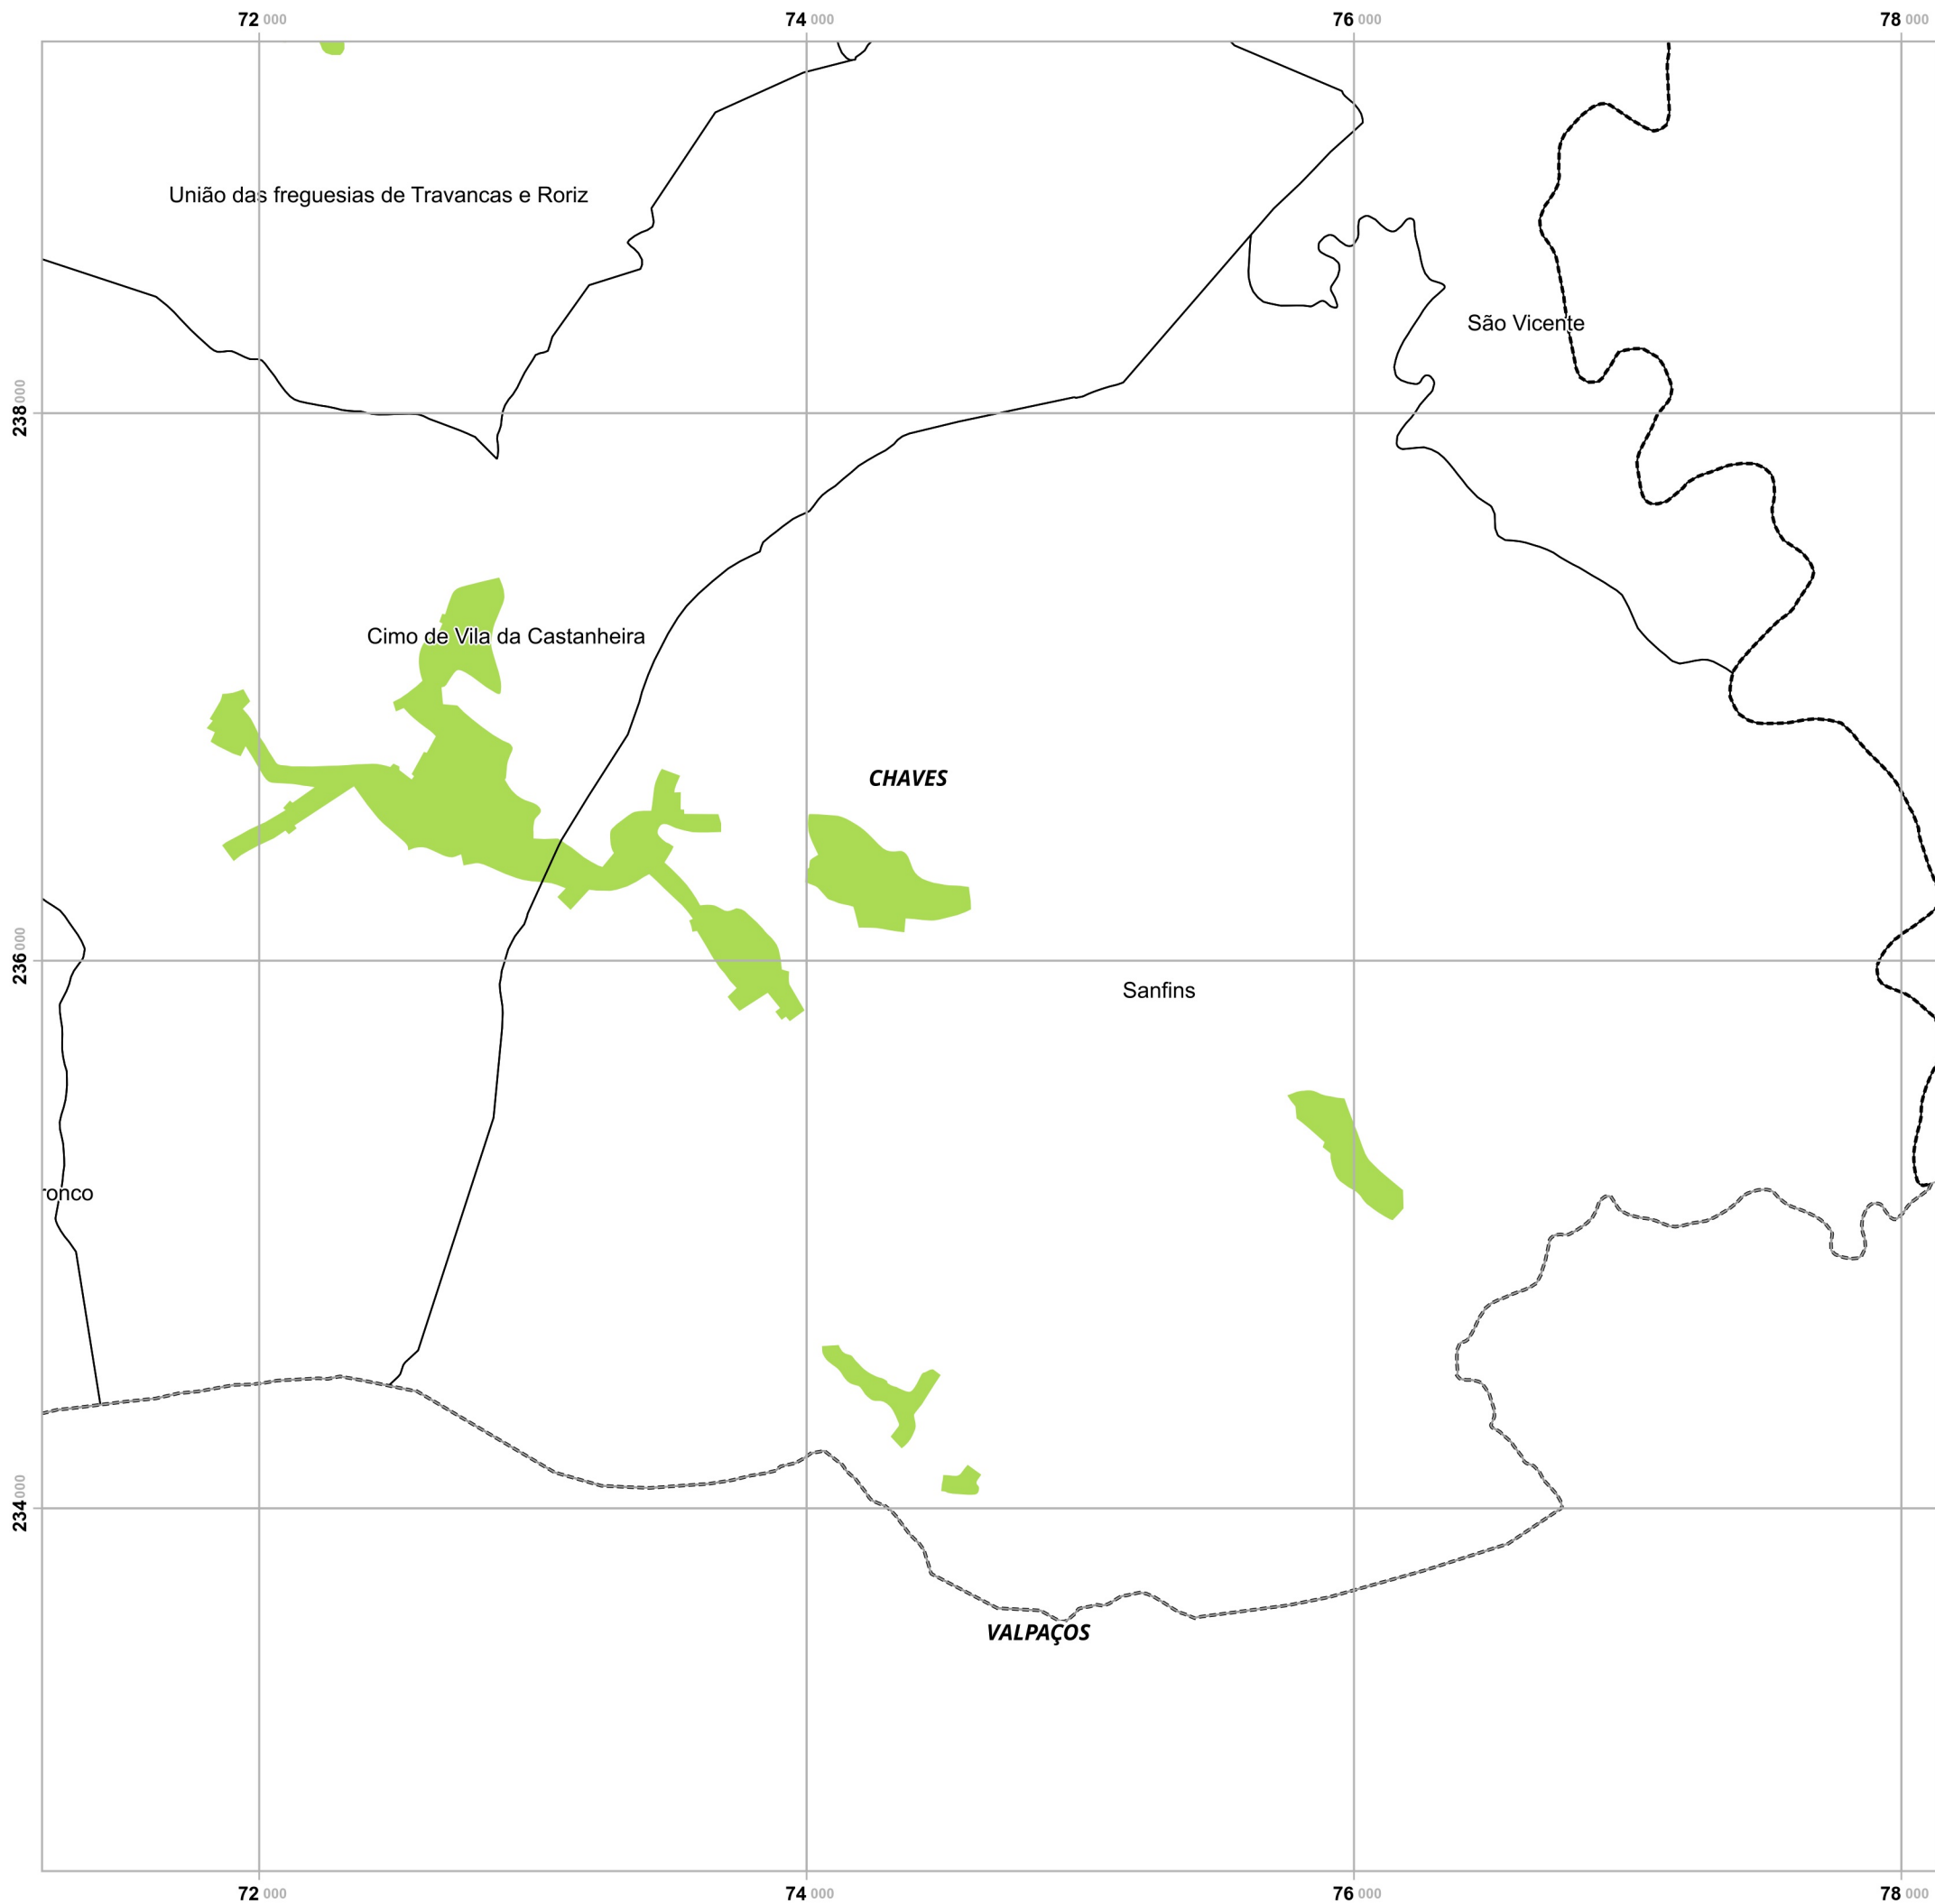 72 000 74 000 76 000 78 000
União das freguesias de Travancas e Roriz
São Vicente
238 000
Cimo de Vila da Castanheira
CHAVES
236 000
Sanfins
ronco
234 000
VALPAÇOS
72 000 74 000 76 000 78 000